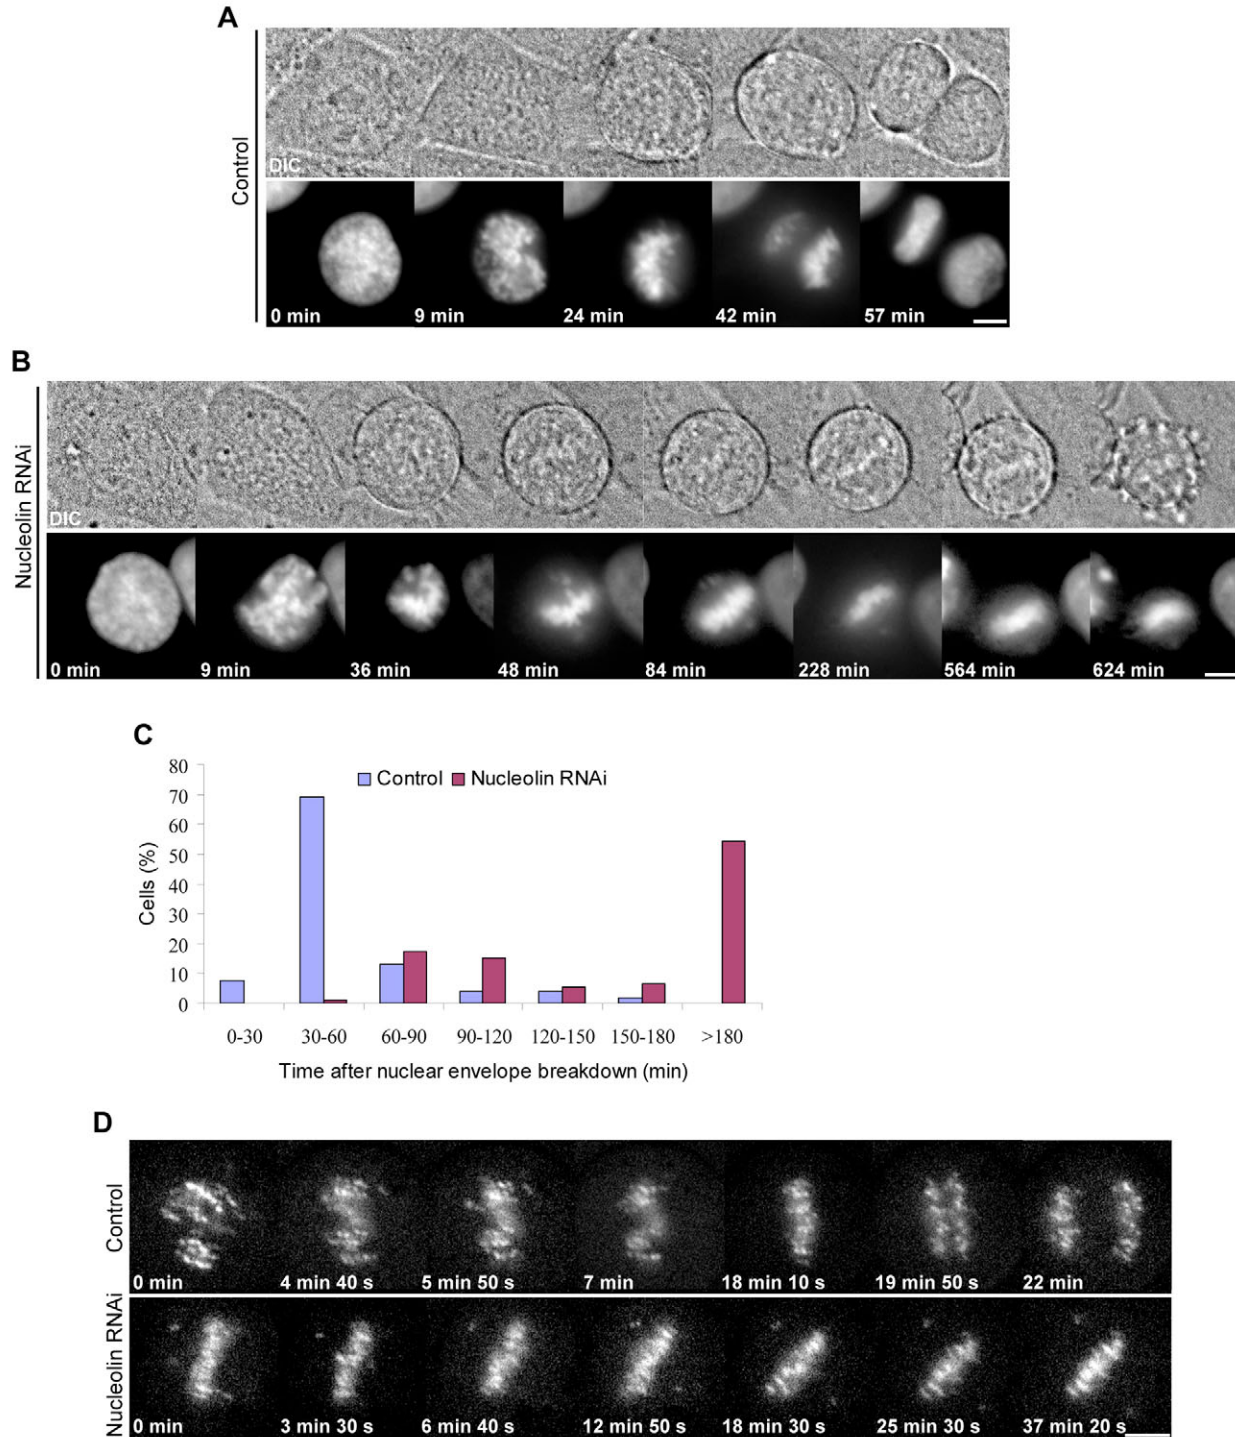 A
Control
DIC
0 min 9 min 24 min 42 min 57 min
B
Nucleolin RNAi
DIC
0 min 9 min 36 min 48 min 84 min 228 min 564 min 624 min
C
Control Nucleolin RNAi
Cells (%)
80
70
60
50
40
30
20
10
0
0-30 30-60 60-90 90-120 120-150 150-180 >180
Time after nuclear envelope breakdown (min)
D
Control
0 min 4 min 40 s 5 min 50 s 7 min 18 min 10 s 19 min 50 s 22 min
Nucleolin RNAi
0 min 3 min 30 s 6 min 40 s 12 min 50 s 18 min 30 s 25 min 30 s 37 min 20 s